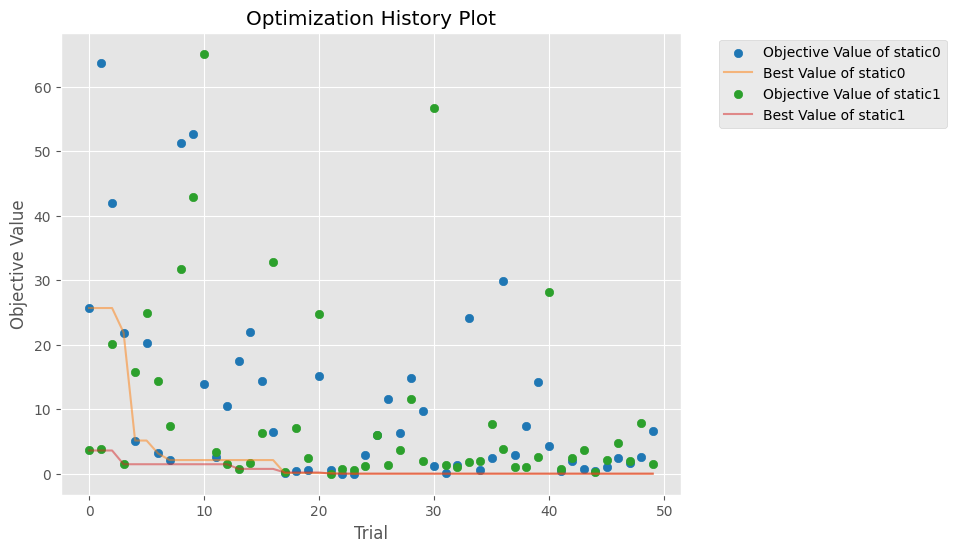 Optimization History Plot
Objective Value of static0
Best Value of static0
Objective Value of static1
Best Value of static1
Objective Value
60
50
40
30
20
10
0
0 10 20 30 40 50
Trial